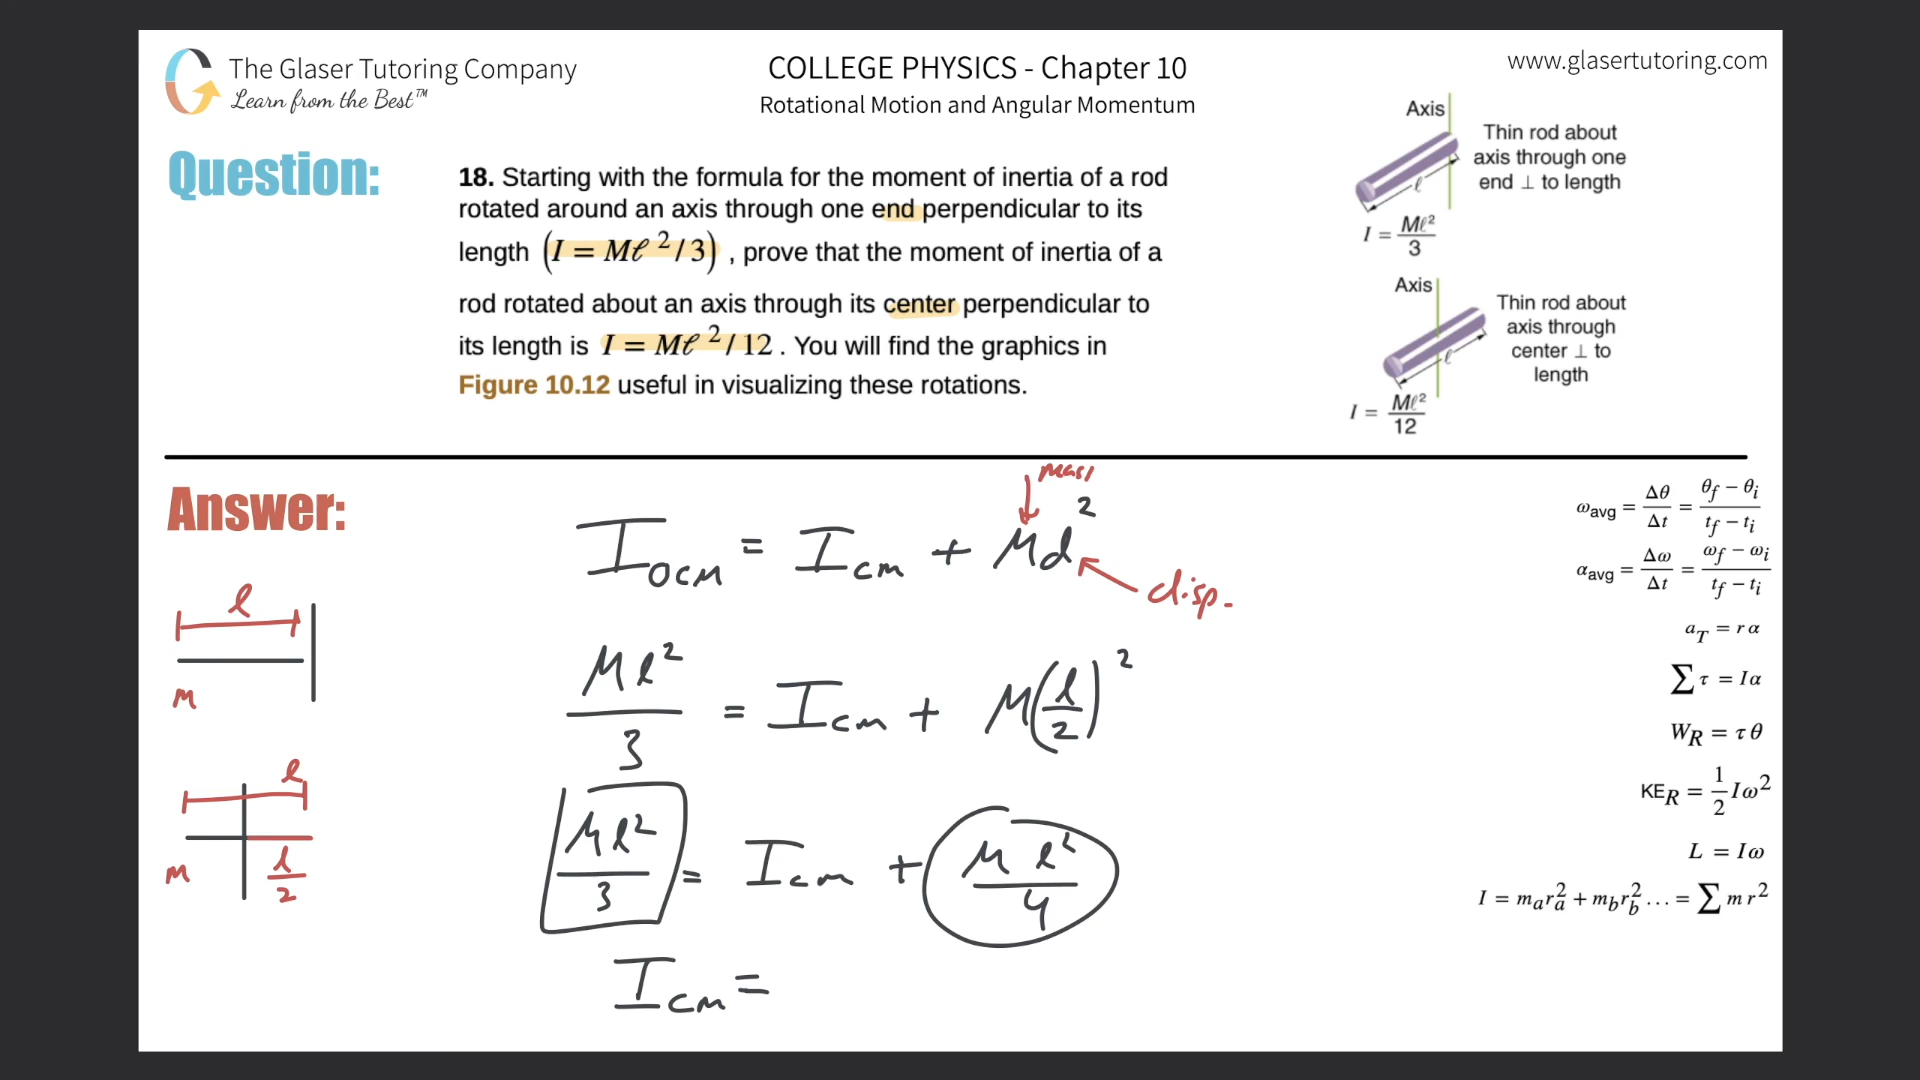 The Glaser Tutoring Company
Learn from the Best™
COLLEGE PHYSICS - Chapter 10
Rotational Motion and Angular Momentum
www.glasertutoring.com
Question:
18. Starting with the formula for the moment of inertia of a rod
rotated around an axis through one end perpendicular to its
length (I = Mℓ²/3), prove that the moment of inertia of a
rod rotated about an axis through its center perpendicular to
its length is I = Mℓ²/12. You will find the graphics in
Figure 10.12 useful in visualizing these rotations.
Axis
Thin rod about
axis through one
end ⊥ to length
ℓ
I = Mℓ²/3
Axis
Thin rod about
axis through
center ⊥ to
length
ℓ
I = Mℓ²/12
Answer:
mass
I_OCM = I_cm + Md²
disp.
ℓ
M
Mℓ²/3 = I_cm + M(ℓ/2)²
ℓ
M
ℓ/2
Mℓ²/3 = I_cm + Mℓ²/4
I_cm =
ω_avg = Δθ/Δt = (θ_f − θ_i)/(t_f − t_i)
α_avg = Δω/Δt = (ω_f − ω_i)/(t_f − t_i)
a_T = rα
∑τ = Iα
W_R = τθ
KE_R = 1/2 Iω²
L = Iω
I = m_a r_a² + m_b r_b² ... = ∑mr²